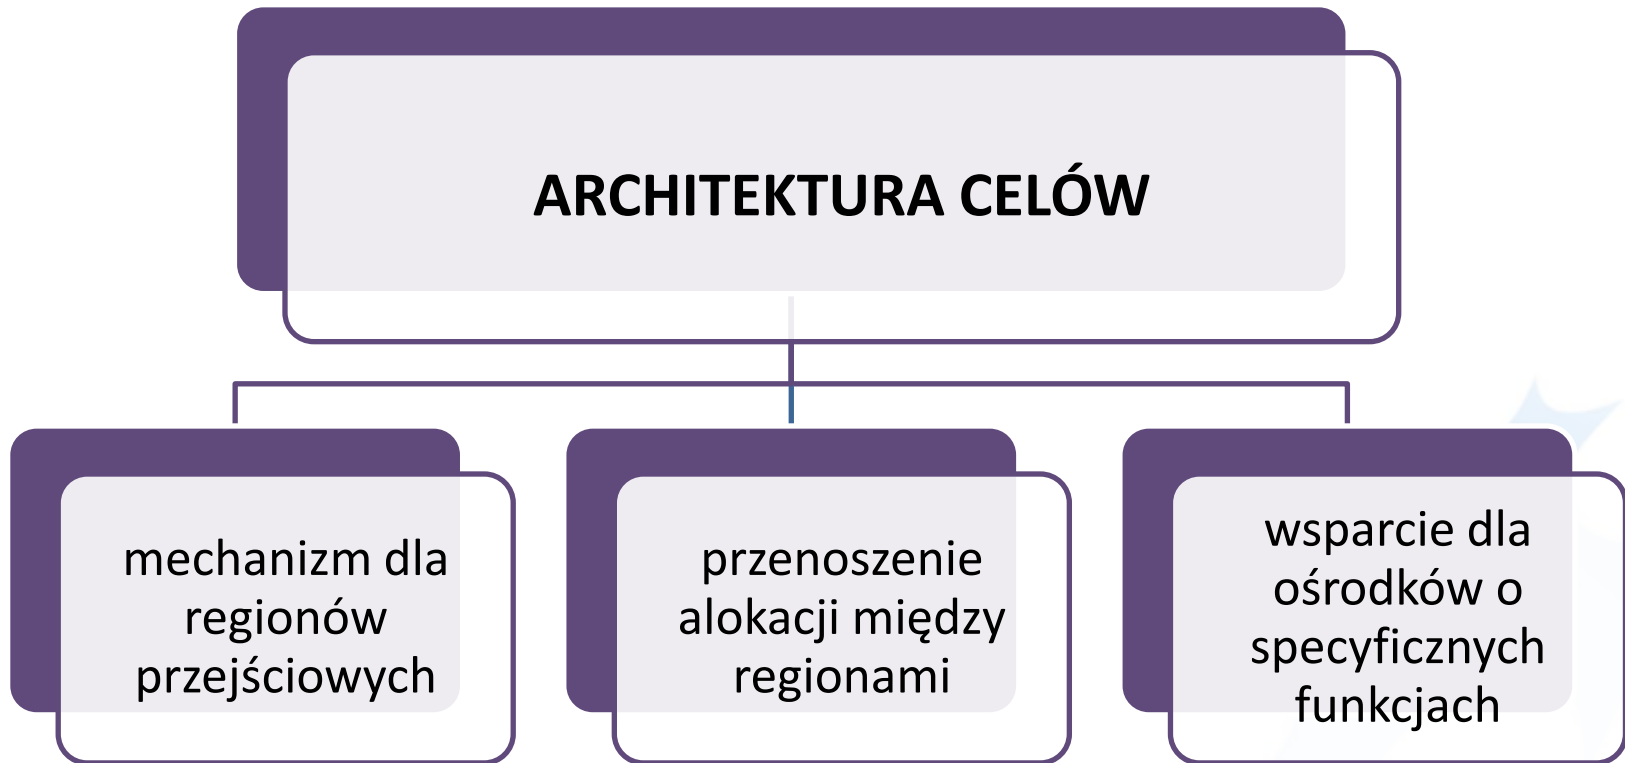 ARCHITEKTURA CELÓW
mechanizm dla
regionów
przejściowych
przenoszenie
alokacji między
regionami
wsparcie dla
ośrodków o
specyficznych
funkcjach